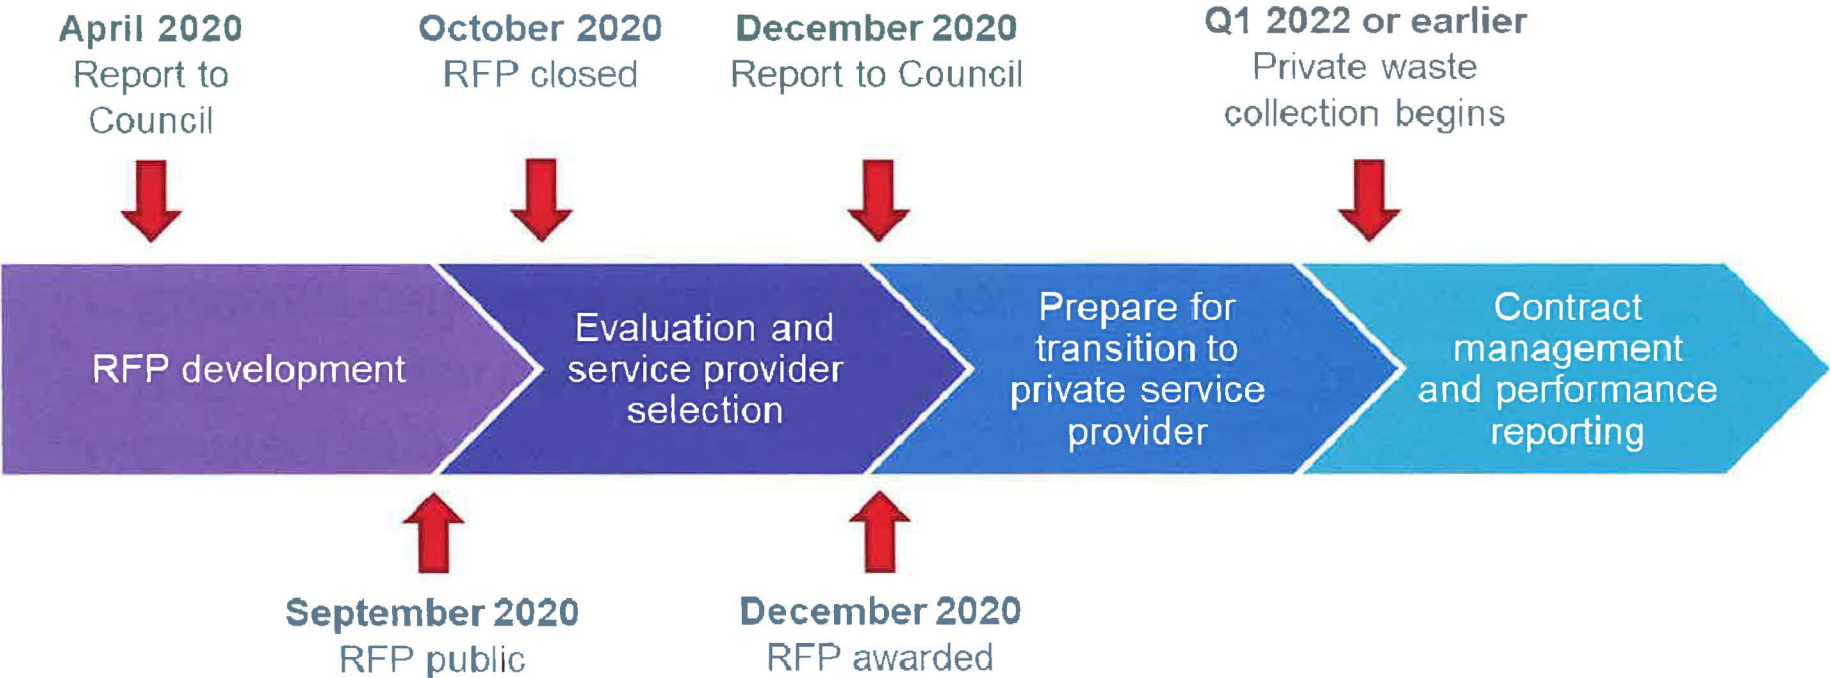 April 2020
Report to
Council
October 2020
RFP closed
December 2020
Report to Council
Q1 2022 or earlier
Private waste
collection begins
RFP development
Evaluation and
service provider
selection
Prepare for
transition to
private service
provider
Contract
management
and performance
reporting
September 2020
RFP public
December 2020
RFP awarded